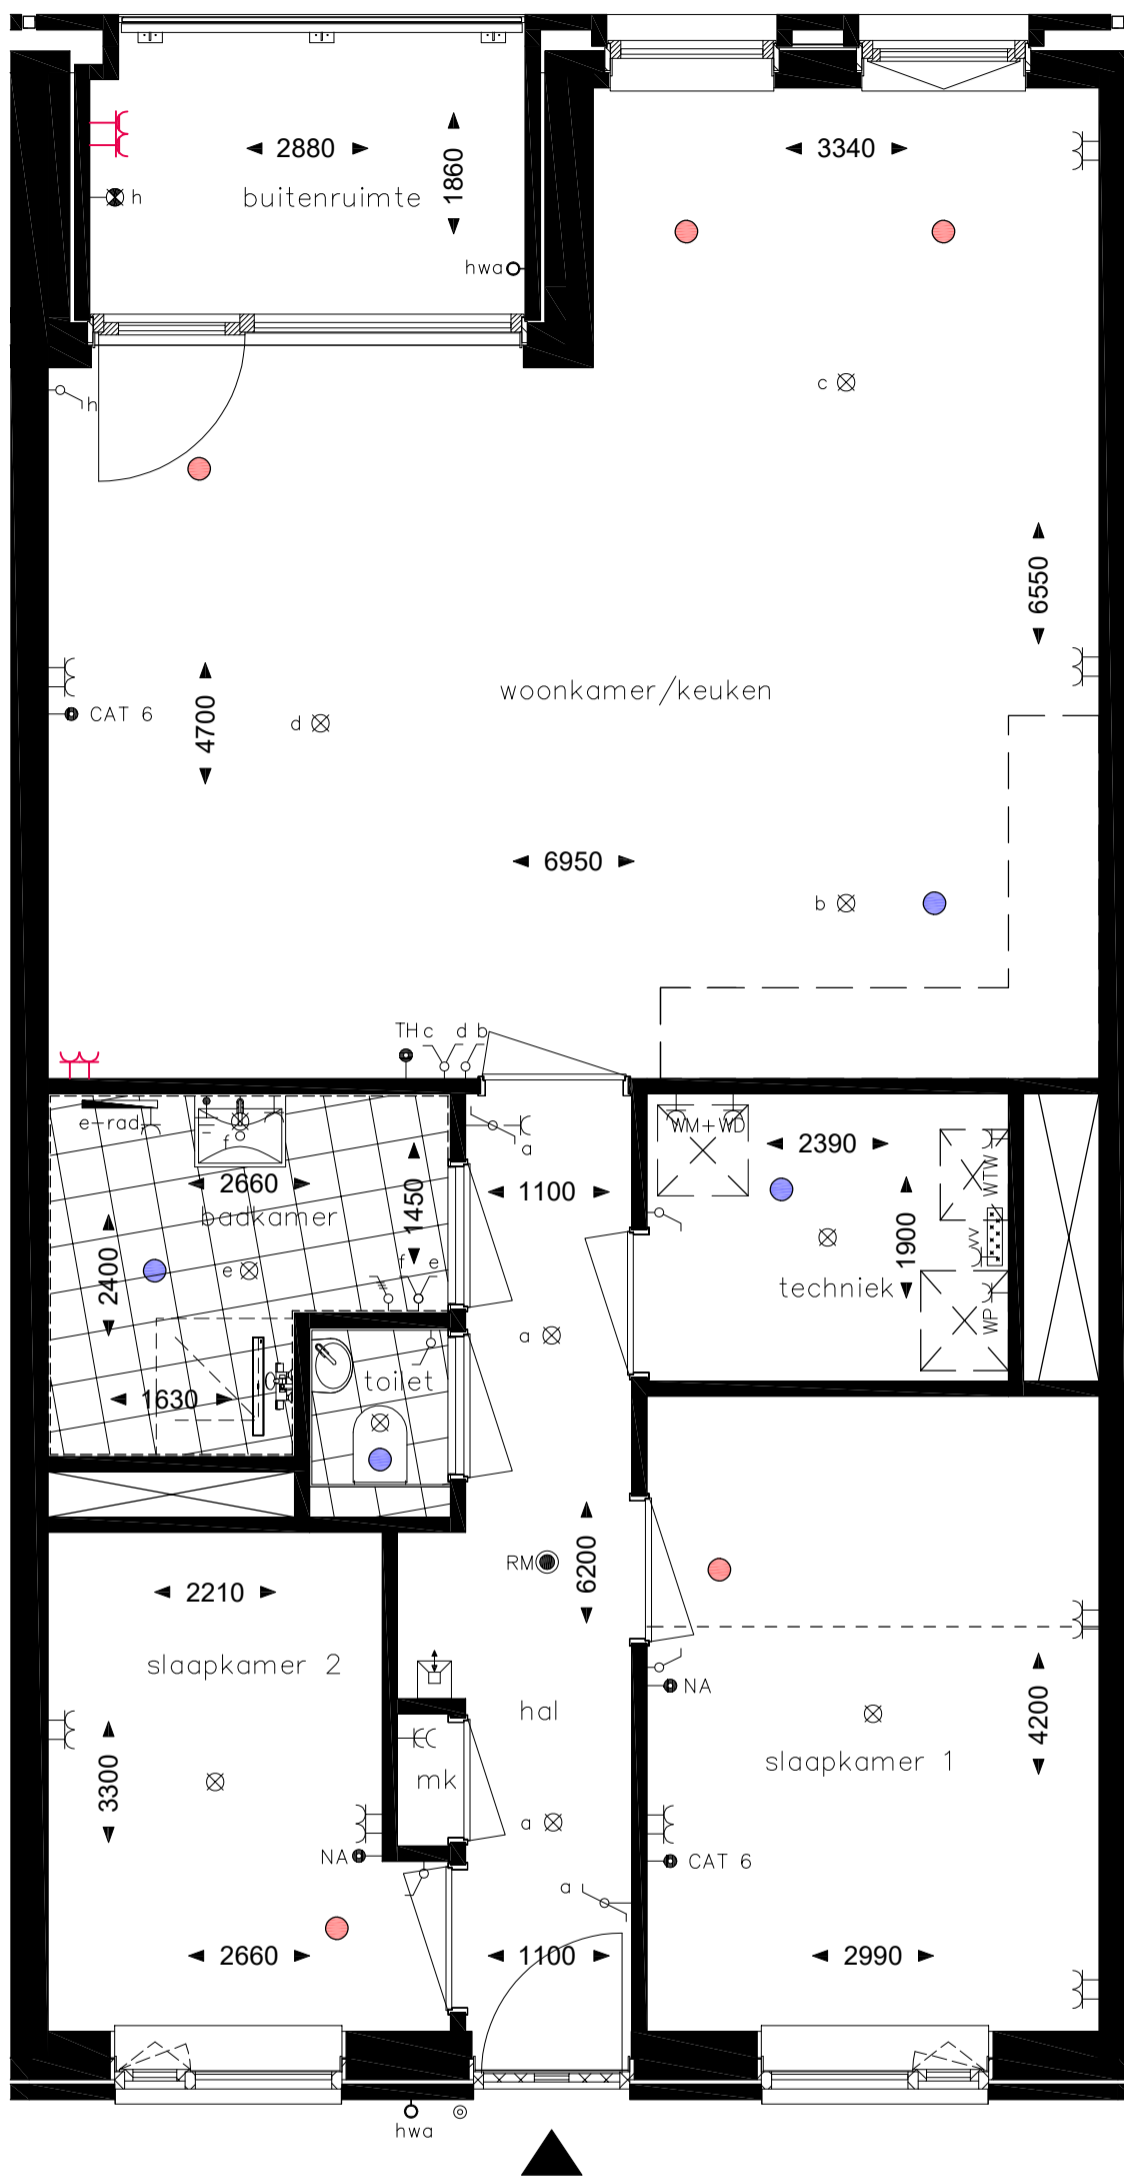 2880
1860
3340
buitenruimte
h
hwa
c
h
6550
4700
woonkamer/keuken
CAT 6
d
6950
b
TH c d b
e-rad
f
a
WM+WD
2390
WTW
2660
1450
1100
badkamer
1900
VV
2400
e
f e
techniek
WP
a
toilet
1630
RM
6200
2210
slaapkamer 2
NA
hal
4200
slaapkamer 1
3300
mk
a
NA
CAT 6
a
2660
1100
2990
hwa